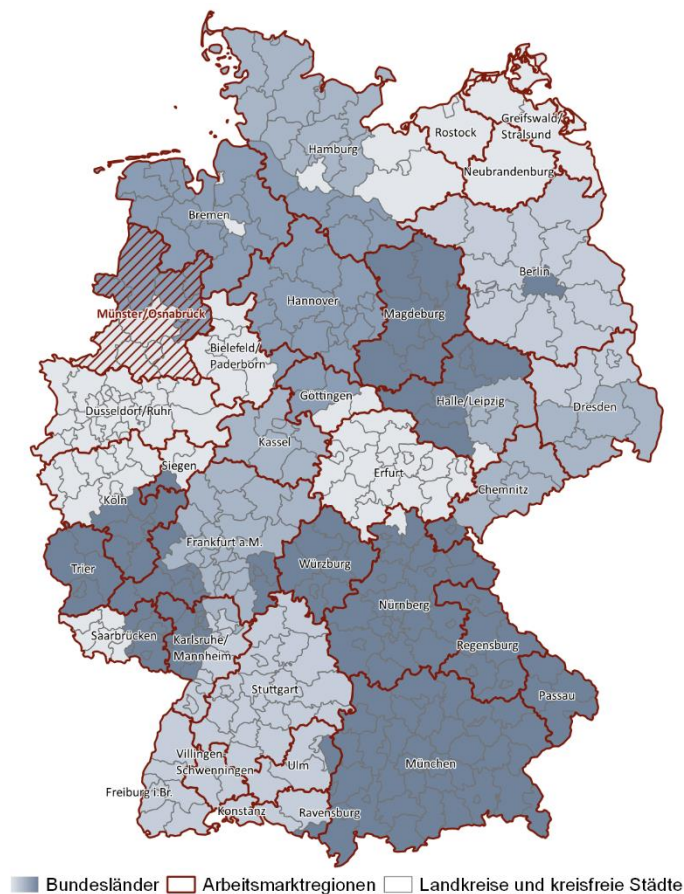 Greifswald/
Stralsund
Rostock
Hamburg
Neubrandenburg
Bremen
Berlin
Hannover
Münster/Osnabrück
Magdeburg
Bielefeld/
Paderborn
Göttingen
Halle/Leipzig
Düsseldorf/Ruhr
Dresden
Kassel
Siegen
Erfurt
Köln
Chemnitz
Frankfurt a.M.
Trier
Würzburg
Nürnberg
Saarbrücken
Karlsruhe/
Mannheim
Regensburg
Stuttgart
Passau
Villingen
Schwenningen
Ulm
München
Freiburg i.Br.
Konstanz
Ravensburg
Bundesländer
Arbeitsmarktregionen
Landkreise und kreisfreie Städte